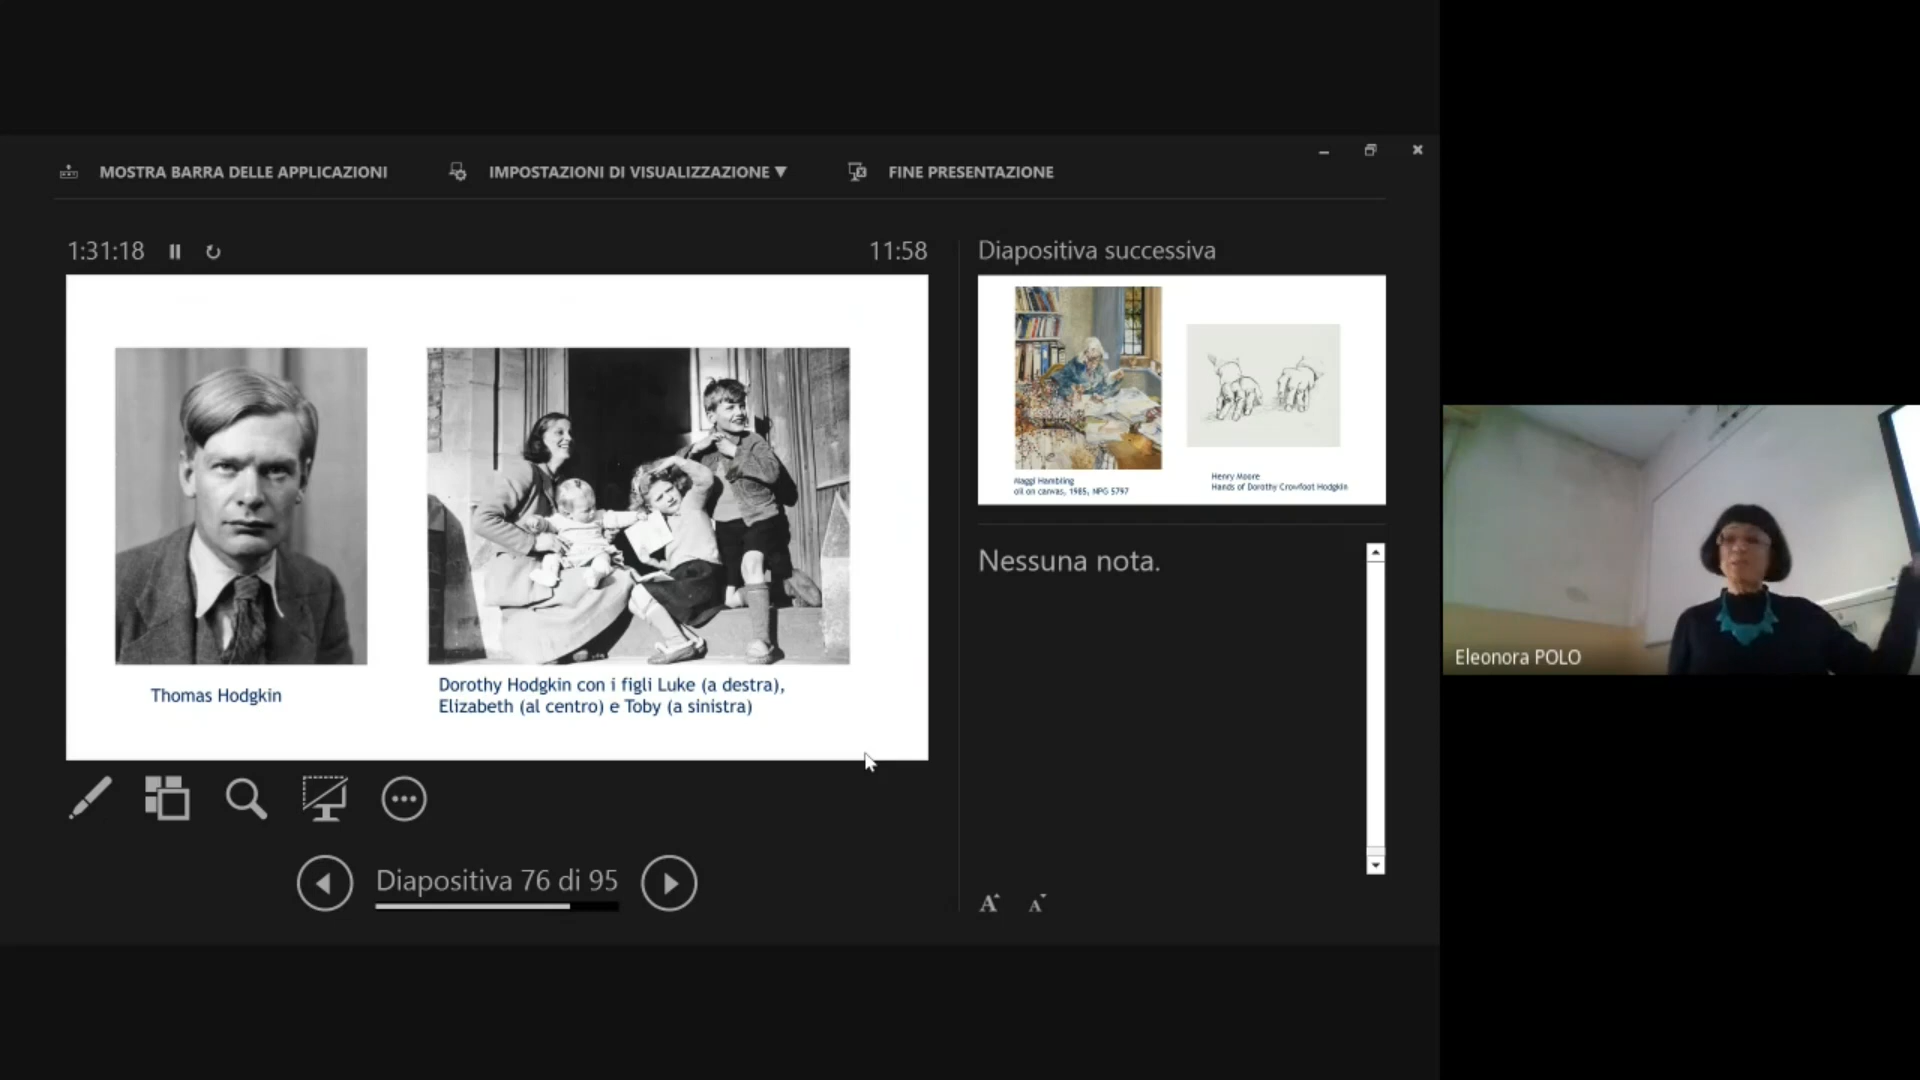 MOSTRA BARRA DELLE APPLICAZIONI
IMPOSTAZIONI DI VISUALIZZAZIONE ▼
FINE PRESENTAZIONE
1:31:18
11:58
Diapositiva successiva
Thomas Hodgkin
Dorothy Hodgkin con i figli Luke (a destra),
Elizabeth (al centro) e Toby (a sinistra)
Maggi Hambling
oil on canvas, 1985, NPG 5797
Henry Moore
Hands of Dorothy Crowfoot Hodgkin
Nessuna nota.
Diapositiva 76 di 95
A A
Eleonora POLO